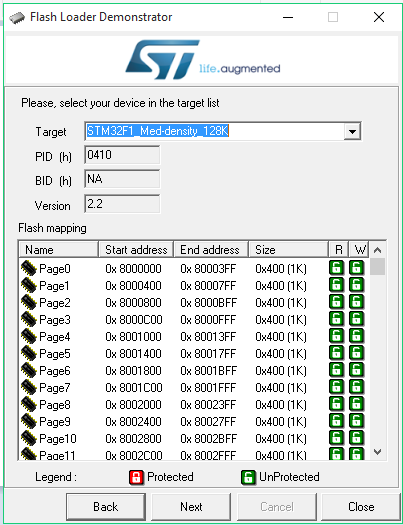 Flash Loader Demonstrator
ST life.augmented
Please, select your device in the target list
Target STM32F1_Med-density_128K
PID (h) 0410
BID (h) NA
Version 2.2
Flash mapping
Name Start address End address Size R W
Page0 0x 8000000 0x 80003FF 0x400 (1K)
Page1 0x 8000400 0x 80007FF 0x400 (1K)
Page2 0x 8000800 0x 8000BFF 0x400 (1K)
Page3 0x 8000C00 0x 8000FFF 0x400 (1K)
Page4 0x 8001000 0x 80013FF 0x400 (1K)
Page5 0x 8001400 0x 80017FF 0x400 (1K)
Page6 0x 8001800 0x 8001BFF 0x400 (1K)
Page7 0x 8001C00 0x 8001FFF 0x400 (1K)
Page8 0x 8002000 0x 80023FF 0x400 (1K)
Page9 0x 8002400 0x 80027FF 0x400 (1K)
Page10 0x 8002800 0x 8002BFF 0x400 (1K)
Page11 0x 8002C00 0x 8002FFF 0x400 (1K)
Legend : Protected UnProtected
Back Next Cancel Close